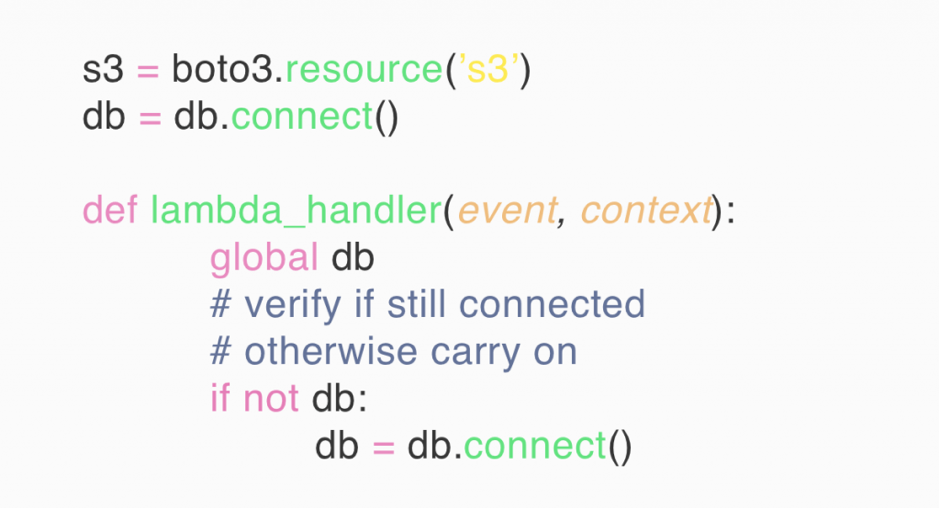 s3 = boto3.resource('s3')
db = db.connect()
def lambda_handler(event, context):
global db
# verify if still connected
# otherwise carry on
if not db:
db = db.connect()